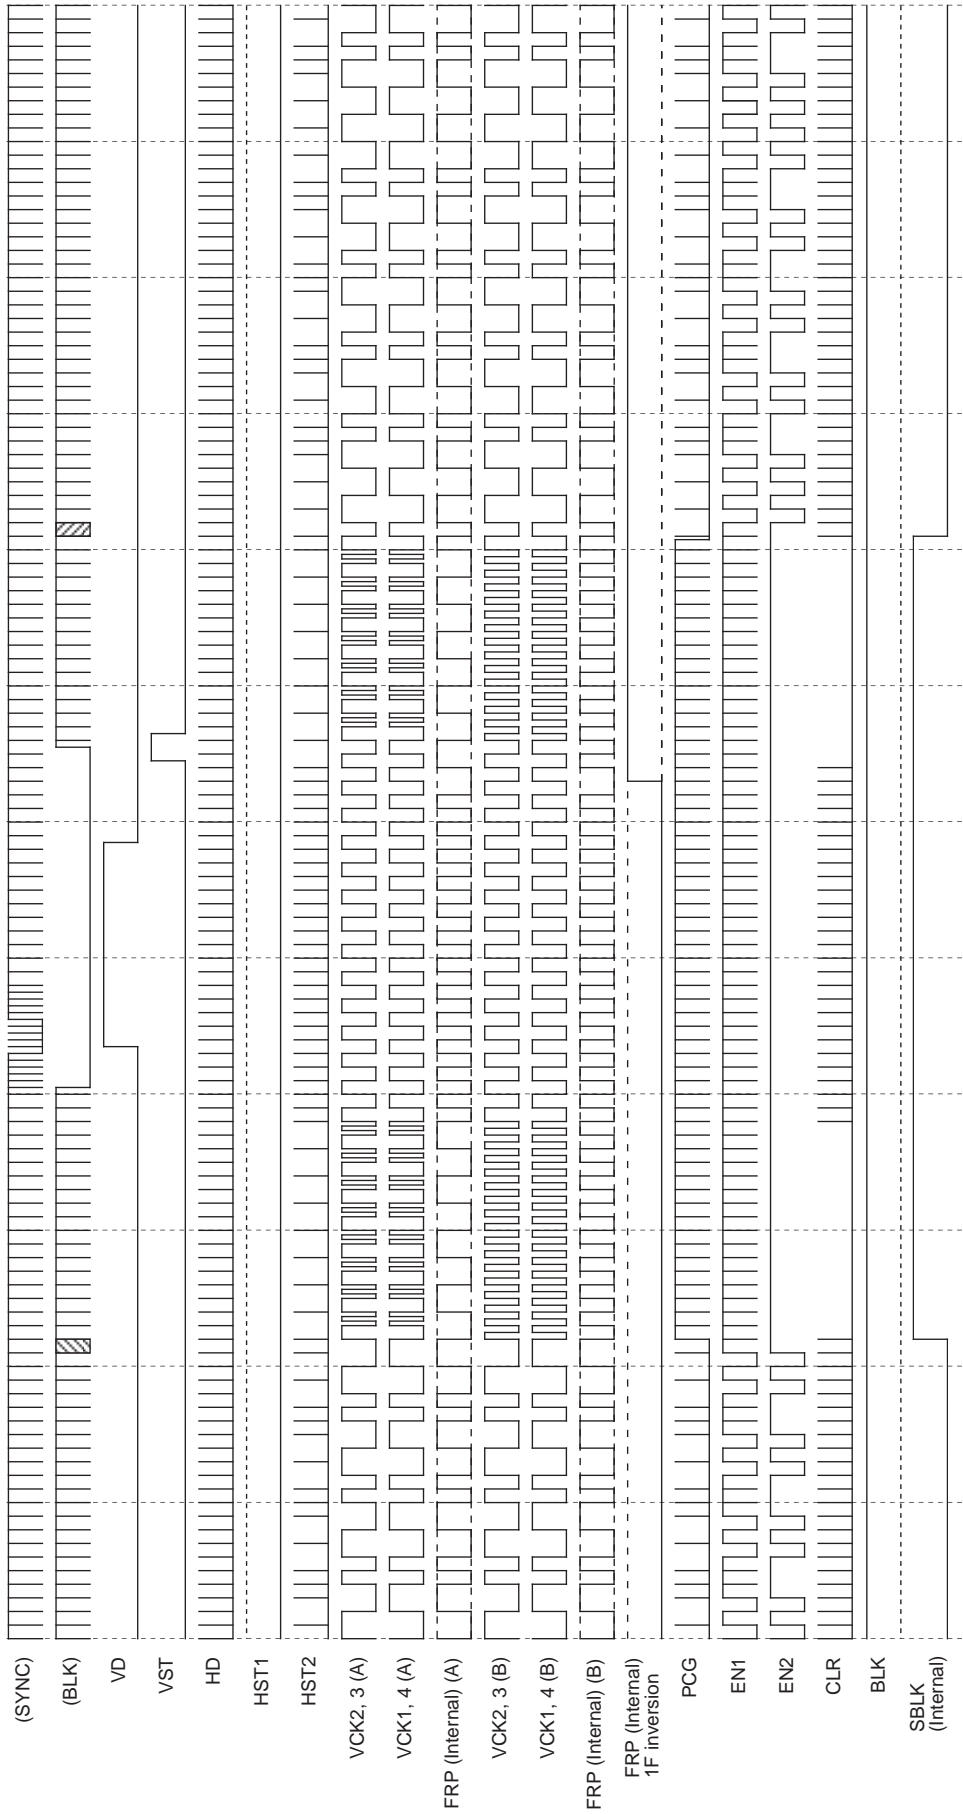 (SYNC)
(BLK)
VD
VST
HD
HST1
HST2
VCK2, 3 (A)
VCK1, 4 (A)
FRP (Internal) (A)
VCK2, 3 (B)
VCK1, 4 (B)
FRP (Internal) (B)
FRP (Internal)
1F inversion
PCG
EN1
EN2
CLR
BLK
SBLK
(Internal)